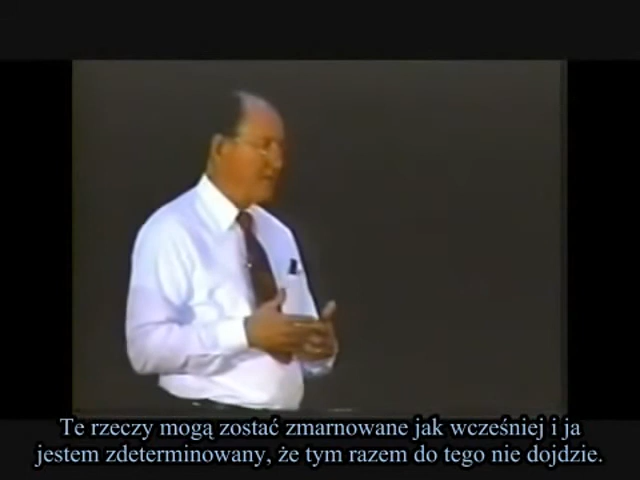 Te rzeczy mogą zostać zmarnowane jak wcześniej i ja
jestem zdeterminowany, że tym razem do tego nie dojdzie.